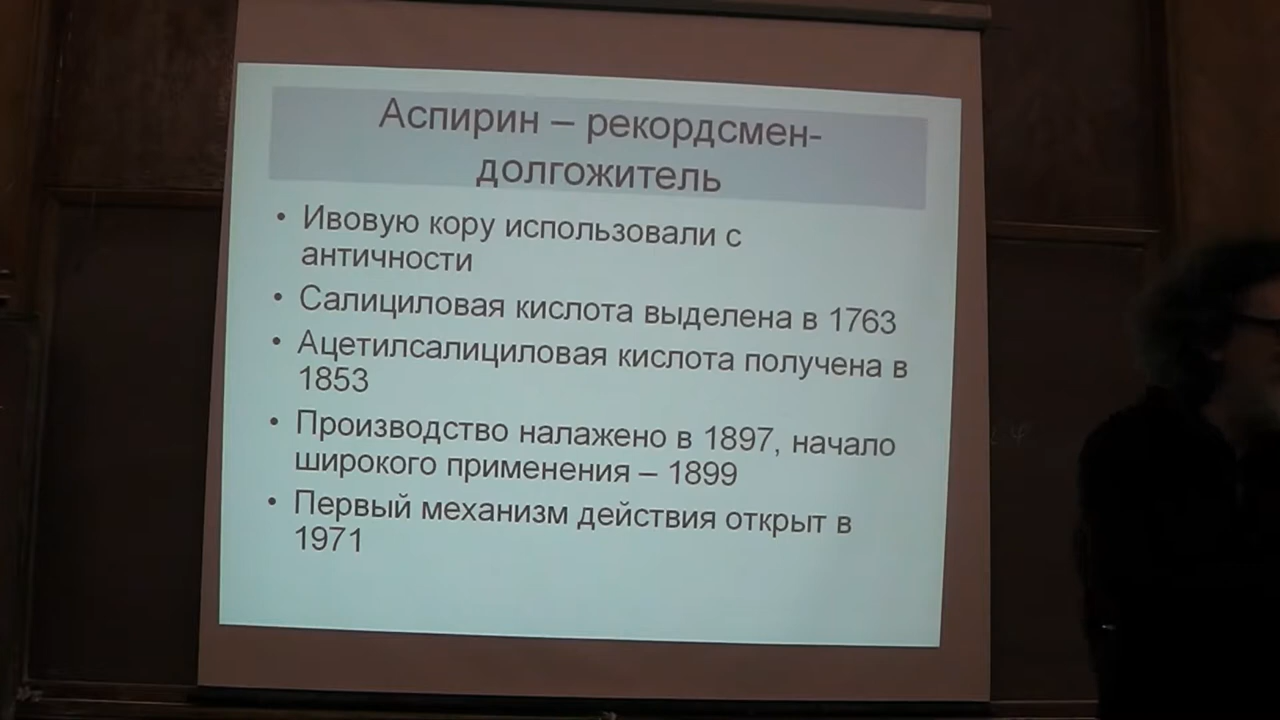 Аспирин – рекордсмен-
долгожитель
• Ивовую кору использовали с
античности
• Салициловая кислота выделена в 1763
• Ацетилсалициловая кислота получена в
1853
• Производство налажено в 1897, начало
широкого применения – 1899
• Первый механизм действия открыт в
1971